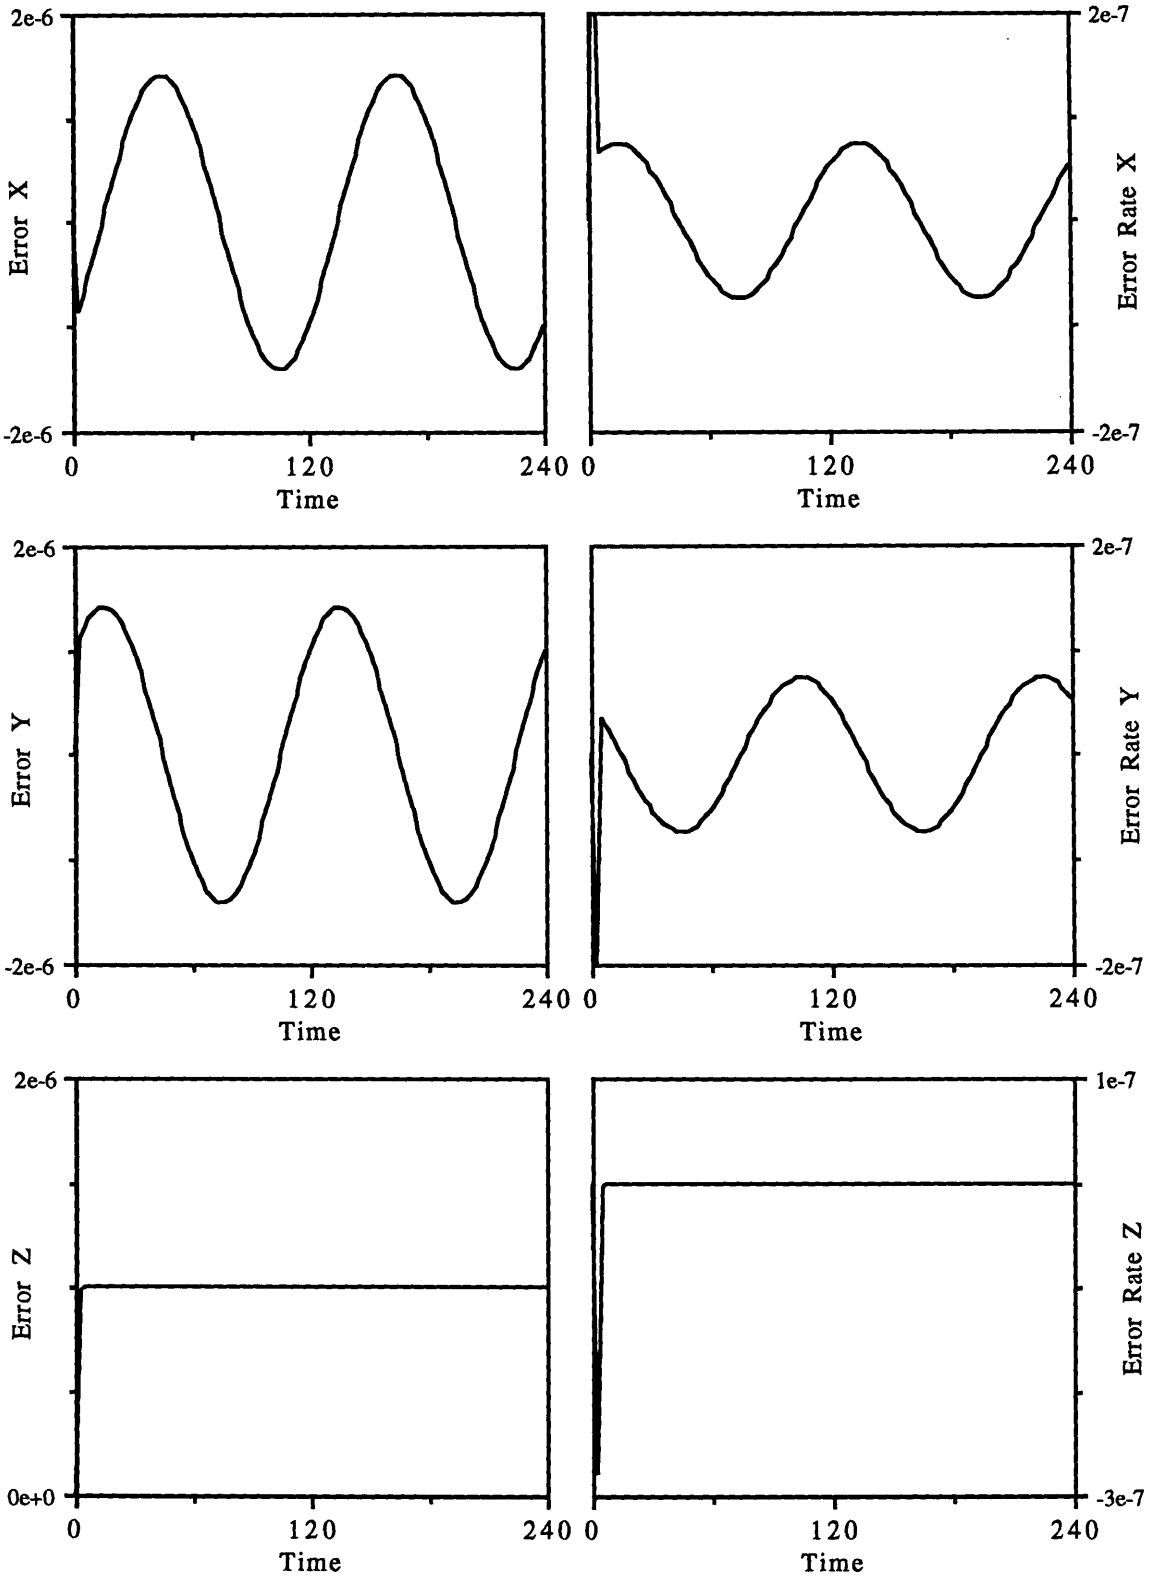 2e-6
2e-7
Error X
Error Rate X
-2e-6
-2e-7
0 120 240
0 120 240
Time
Time
2e-6
2e-7
Error Y
Error Rate Y
-2e-6
-2e-7
0 120 240
0 120 240
Time
Time
2e-6
1e-7
Error Z
Error Rate Z
0e+0
-3e-7
0 120 240
0 120 240
Time
Time